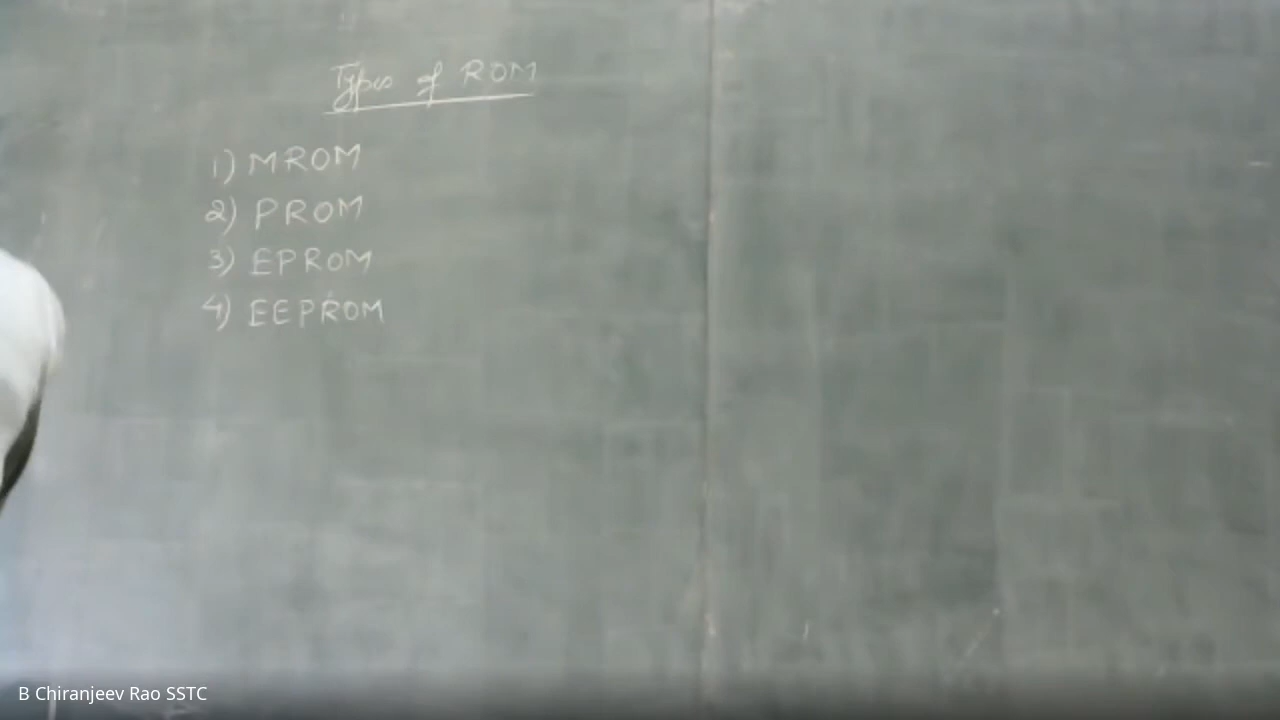 Types of ROM
1) MROM
2) PROM
3) EPROM
4) EEPROM
B Chiranjeev Rao SSTC